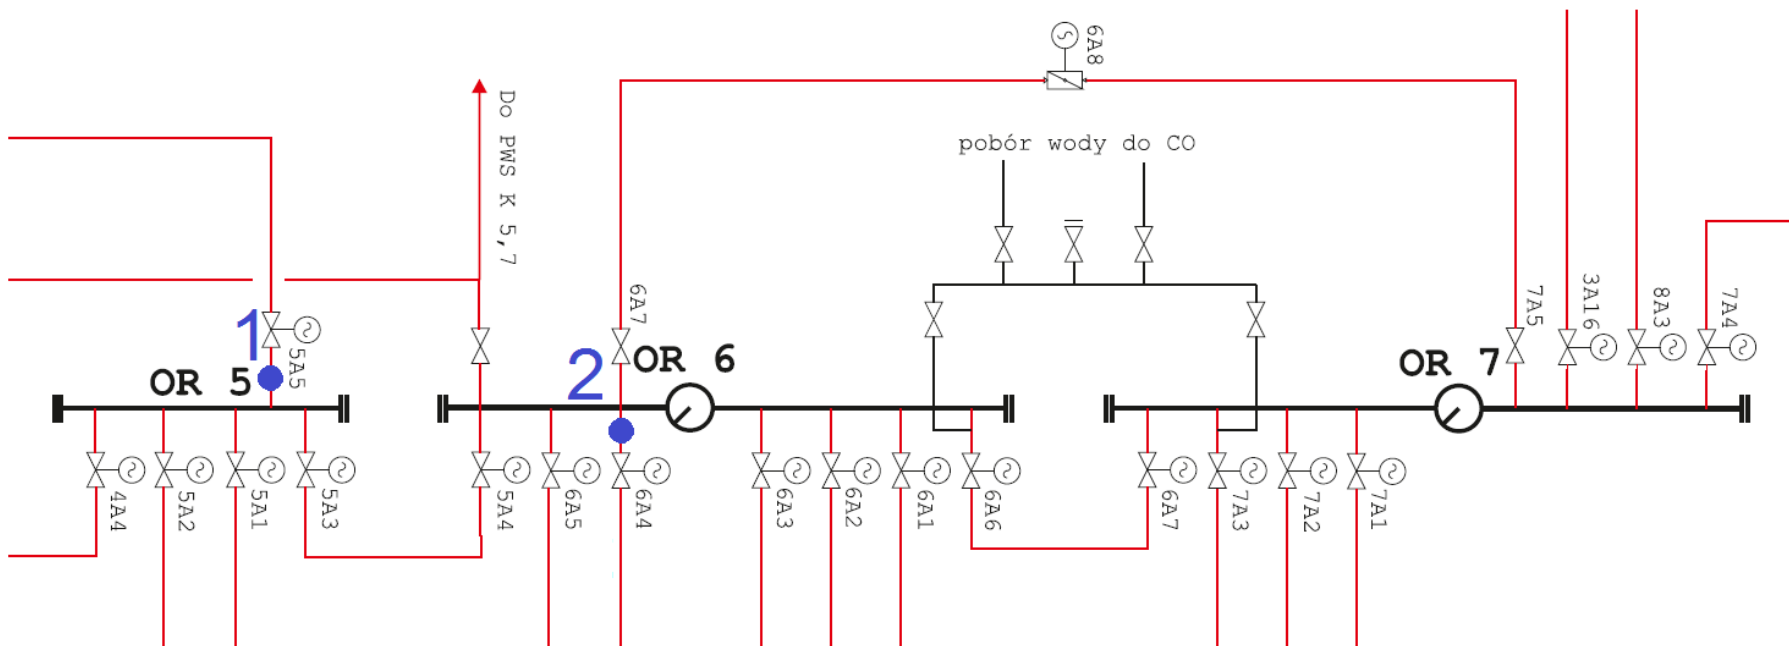 6A8
Do PWS K 5,7
pobór wody do CO
6A7
7A5
3A16
8A3
7A4
1
5A5
2
OR 5
OR 6
OR 7
4A4
5A2
5A1
5A3
5A4
6A5
6A4
6A3
6A2
6A1
6A6
6A7
7A3
7A2
7A1